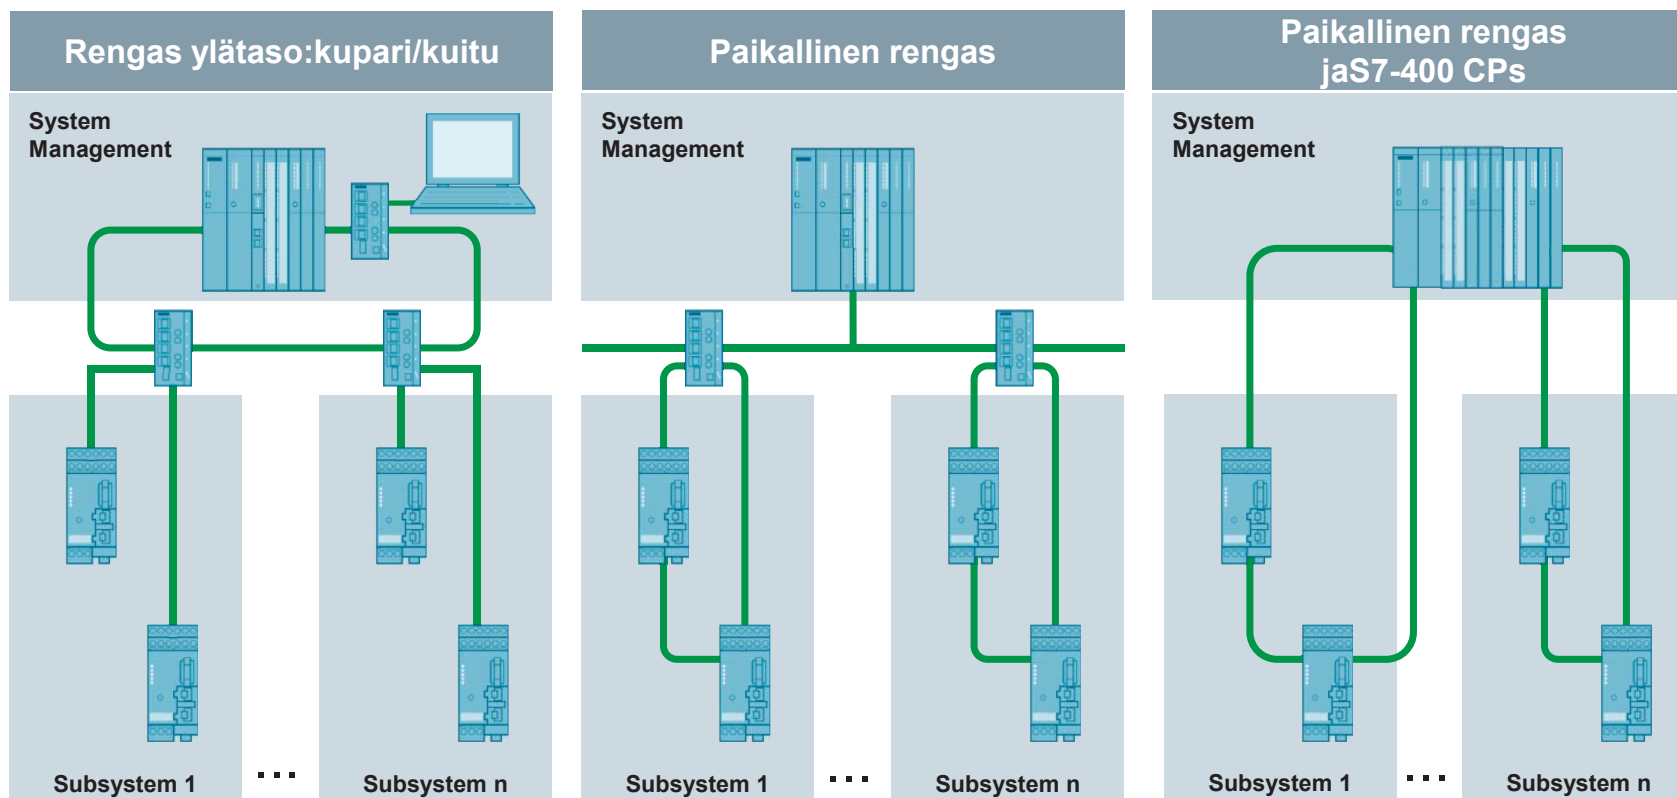 Rengas ylätaso:kupari/kuitu
System
Management
Subsystem 1
...
Subsystem n
Paikallinen rengas
System
Management
Subsystem 1
...
Subsystem n
Paikallinen rengas
jaS7-400 CPs
System
Management
Subsystem 1
...
Subsystem n